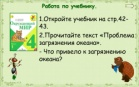 Работа по учебнику.
1.Откройте учебник на стр.42-
43.
2.Прочитайте текст «Проблема
загрязнения океана».
- Что привело к загрязнению
океана?
4